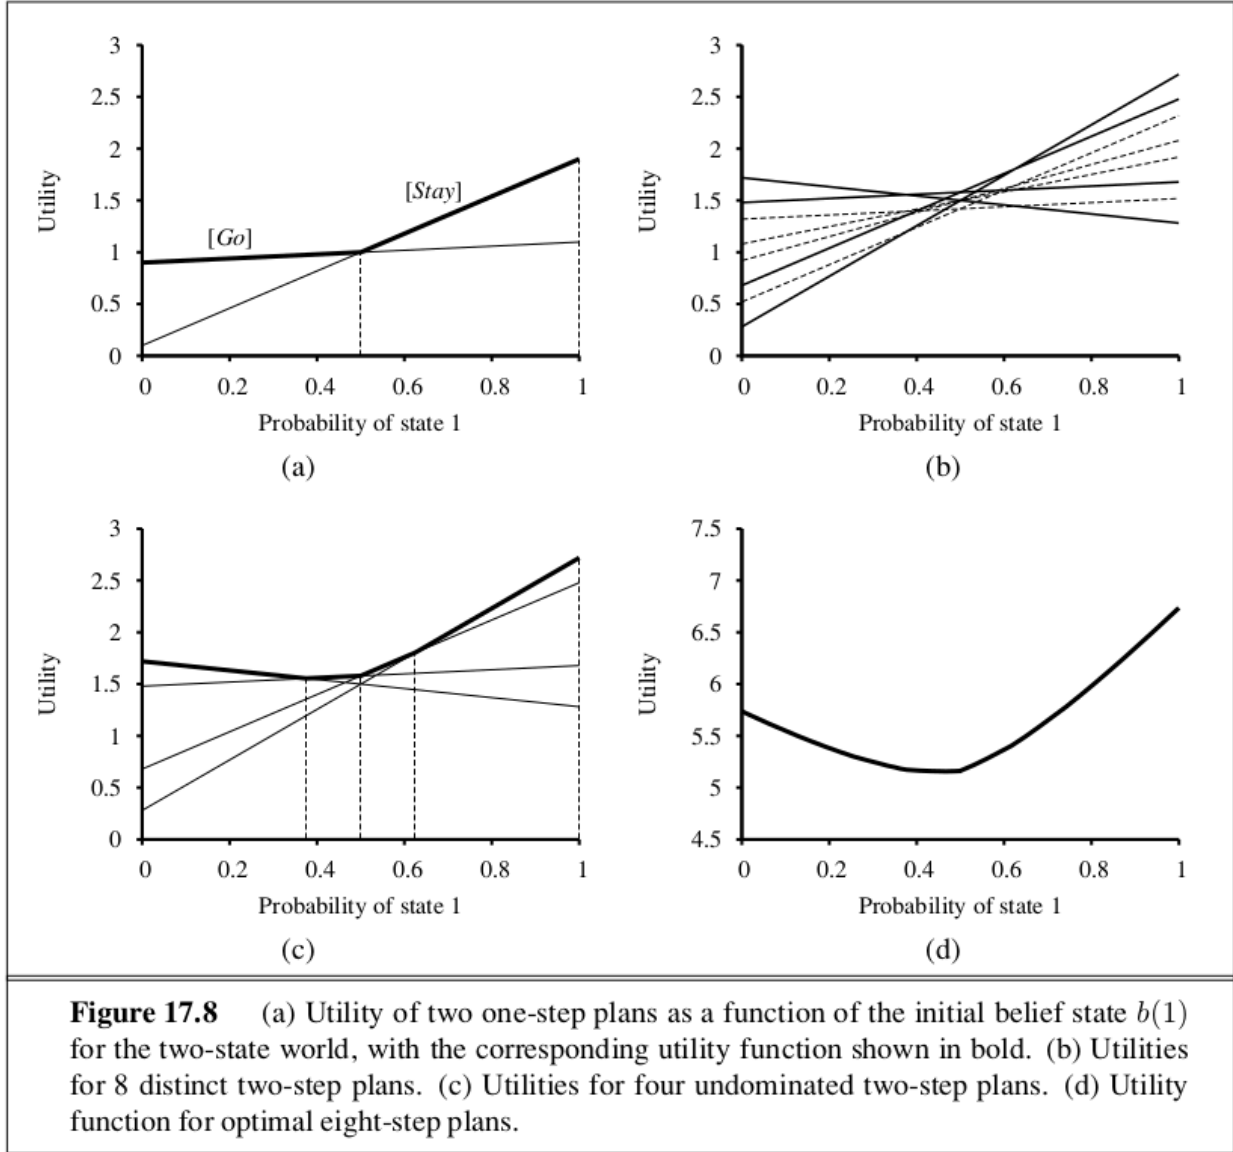 3
2.5
2
1.5
1
0.5
0
Utility
[Go]
[Stay]
0 0.2 0.4 0.6 0.8 1
Probability of state 1
(a)
3
2.5
2
1.5
1
0.5
0
Utility
0 0.2 0.4 0.6 0.8 1
Probability of state 1
(b)
3
2.5
2
1.5
1
0.5
0
Utility
0 0.2 0.4 0.6 0.8 1
Probability of state 1
(c)
7.5
7
6.5
6
5.5
5
4.5
Utility
0 0.2 0.4 0.6 0.8 1
Probability of state 1
(d)
Figure 17.8 (a) Utility of two one-step plans as a function of the initial belief state b(1)
for the two-state world, with the corresponding utility function shown in bold. (b) Utilities
for 8 distinct two-step plans. (c) Utilities for four undominated two-step plans. (d) Utility
function for optimal eight-step plans.